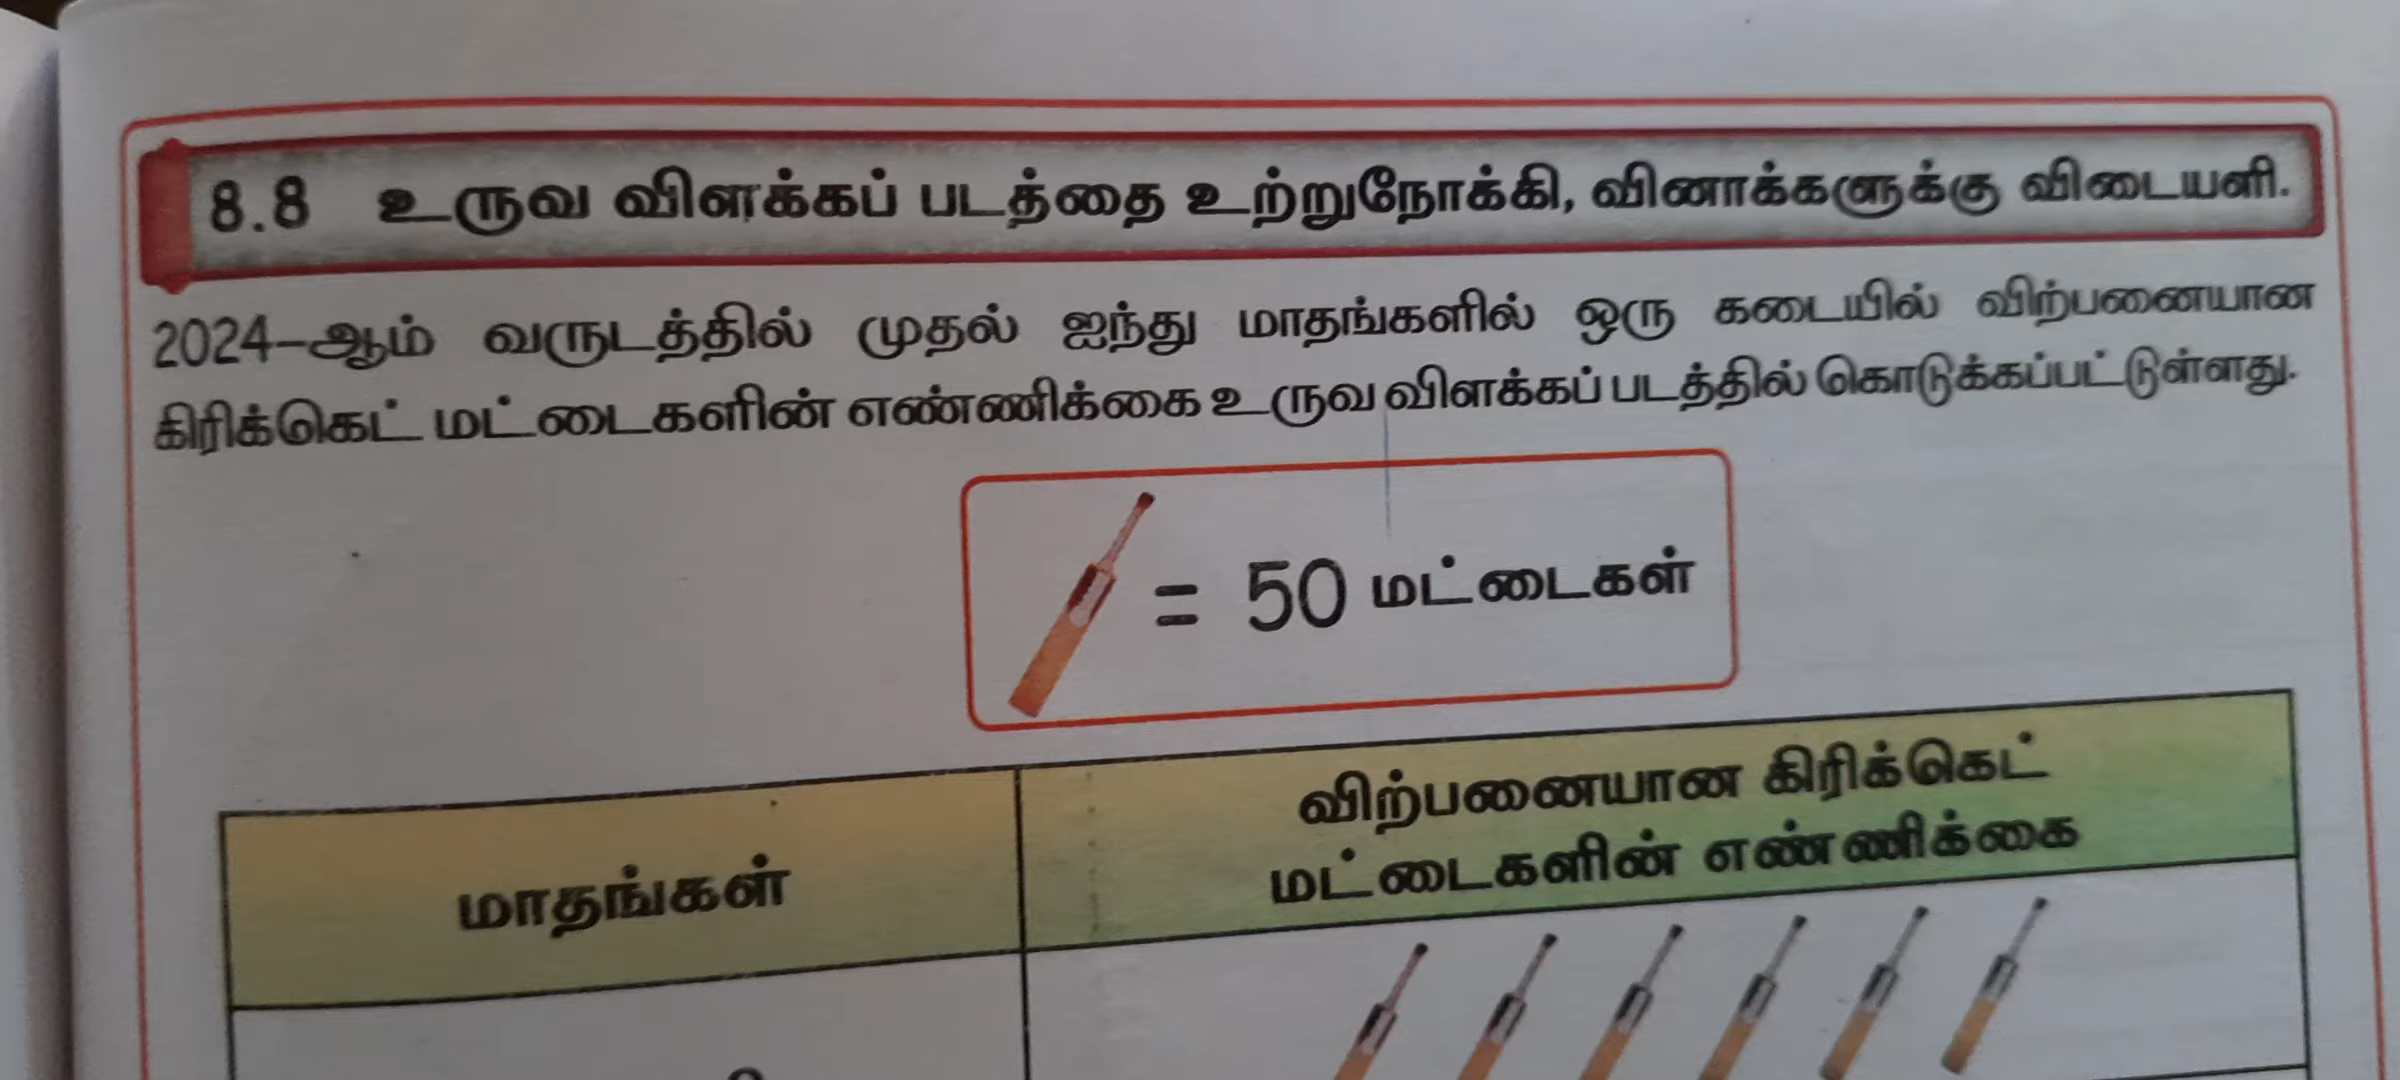 8.8 உருவ விளக்கப் படத்தை உற்றுநோக்கி, வினாக்களுக்கு விடையளி.
2024-ஆம் வருடத்தில் முதல் ஐந்து மாதங்களில் ஒரு கடையில் விற்பனையான
கிரிக்கெட் மட்டைகளின் எண்ணிக்கை உருவ விளக்கப் படத்தில் கொடுக்கப்பட்டுள்ளது.
= 50 மட்டைகள்
மாதங்கள்
விற்பனையான கிரிக்கெட்
மட்டைகளின் எண்ணிக்கை